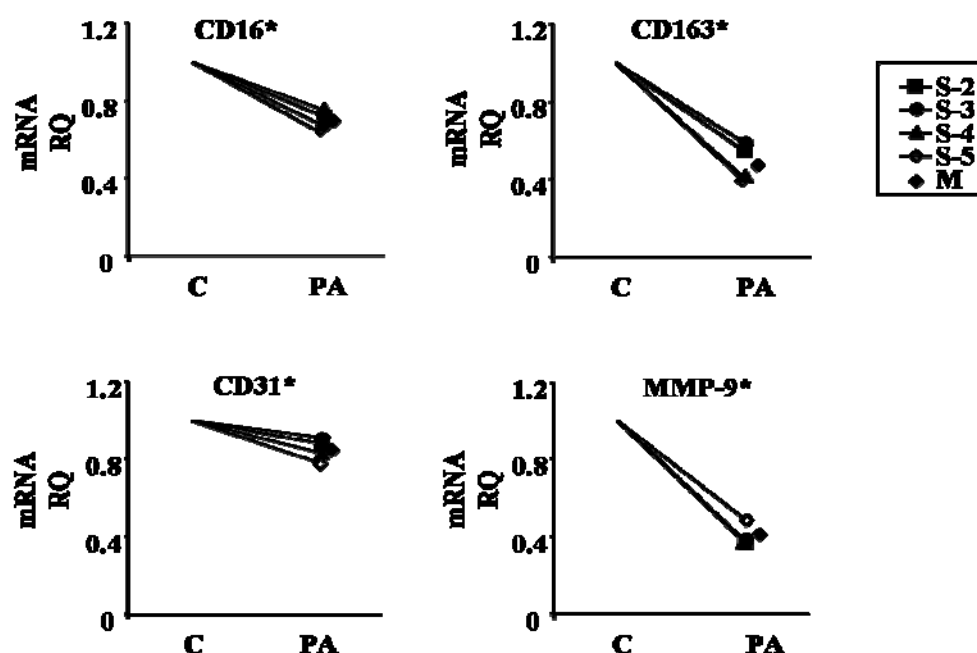 CD16*
1.2
0.8
0.4
0
mRNA
RQ
C PA
CD163*
1.2
0.8
0.4
0
mRNA
RQ
C PA
S-2
S-3
S-4
S-5
M
CD31*
1.2
0.8
0.4
0
mRNA
RQ
C PA
MMP-9*
1.2
0.8
0.4
0
mRNA
RQ
C PA